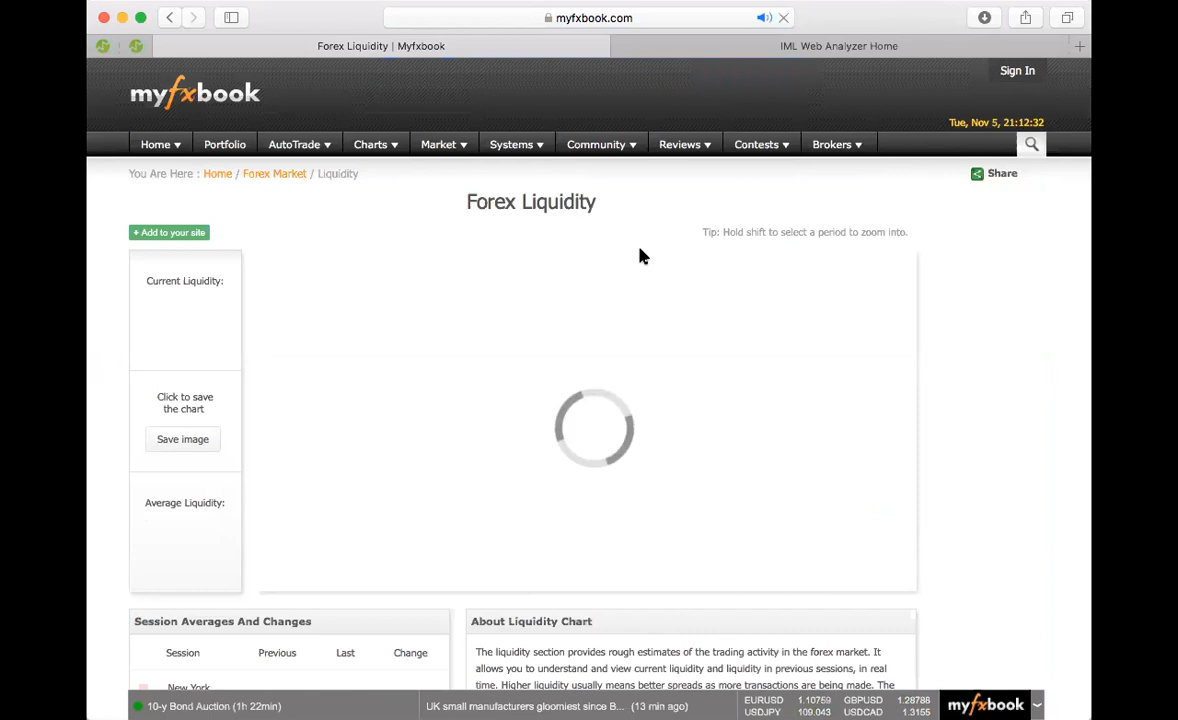 myfxbook.com
Forex Liquidity | Myfxbook
IML Web Analyzer Home
Sign In
myfxbook
Tue, Nov 5, 21:12:32
Home Portfolio AutoTrade Charts Market Systems Community Reviews Contests Brokers
You Are Here : Home / Forex Market / Liquidity
Share
Forex Liquidity
+ Add to your site
Tip: Hold shift to select a period to zoom into.
Current Liquidity:
Click to save
the chart
Save image
Average Liquidity:
Session Averages And Changes
Session Previous Last Change
New York
About Liquidity Chart
The liquidity section provides rough estimates of the trading activity in the forex market. It
allows you to understand and view current liquidity and liquidity in previous sessions, in real
time. Higher liquidity usually means better spreads as more transactions are being made. The
10-y Bond Auction (1h 22min)
UK small manufacturers gloomiest since B... (13 min ago)
EURUSD 1.10759 GBPUSD 1.28788
USDJPY 109.043 USDCAD 1.3155
myfxbook